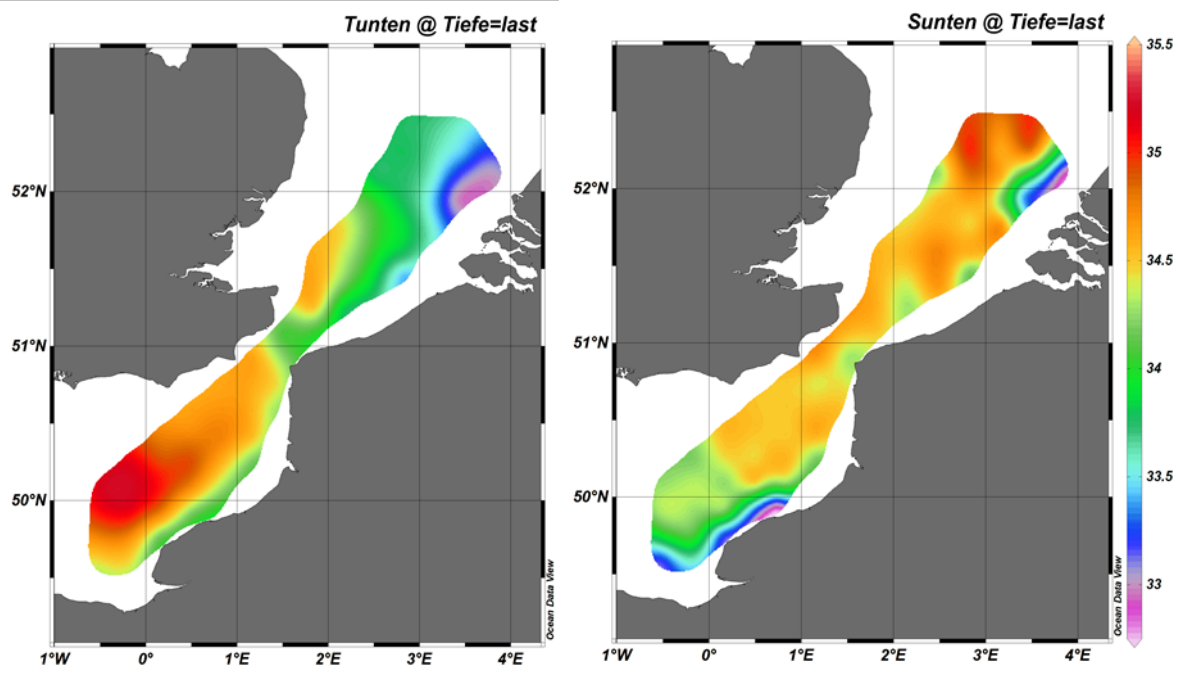 Tunten @ Tiefe=last
52°N
51°N
50°N
1°W
0°
1°E
2°E
3°E
4°E
Ocean Data View
Sunten @ Tiefe=last
52°N
51°N
50°N
1°W
0°
1°E
2°E
3°E
4°E
Ocean Data View
35.5
35
34.5
34
33.5
33